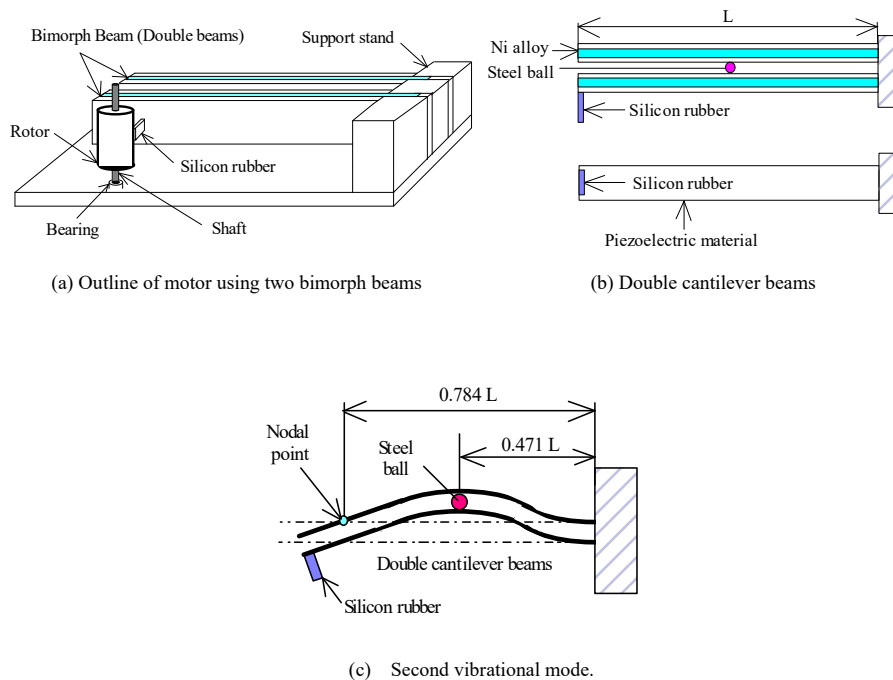 Bimorph Beam (Double beams)
Support stand
Rotor
Silicon rubber
Bearing
Shaft
(a) Outline of motor using two bimorph beams
L
Ni alloy
Steel ball
Silicon rubber
Silicon rubber
Piezoelectric material
(b) Double cantilever beams
0.784 L
Nodal
point
Steel
ball
0.471 L
Double cantilever beams
Silicon rubber
(c) Second vibrational mode.